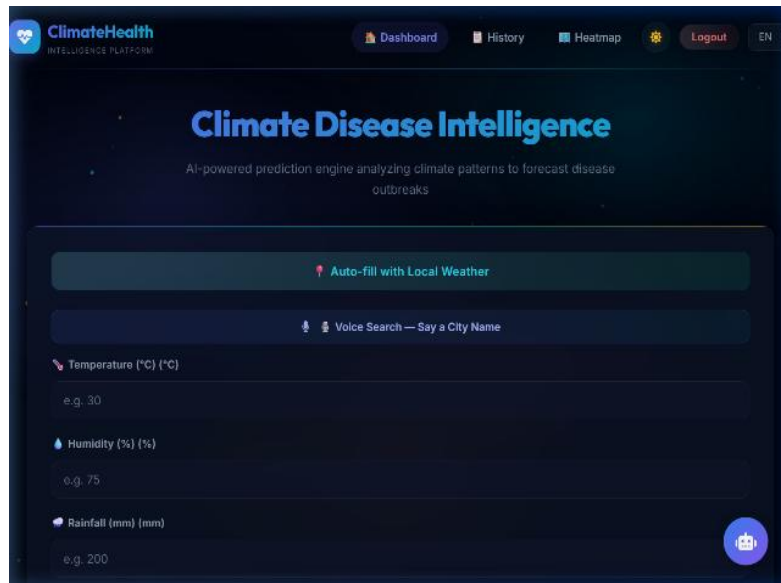 ClimateHealth
INTELLIGENCE PLATFORM
Dashboard
History
Heatmap
Logout
EN
Climate Disease Intelligence
AI-powered prediction engine analyzing climate patterns to forecast disease
outbreaks
Auto-fill with Local Weather
Voice Search — Say a City Name
Temperature (°C) (°C)
e.g. 30
Humidity (%) (%)
e.g. 75
Rainfall (mm) (mm)
e.g. 200